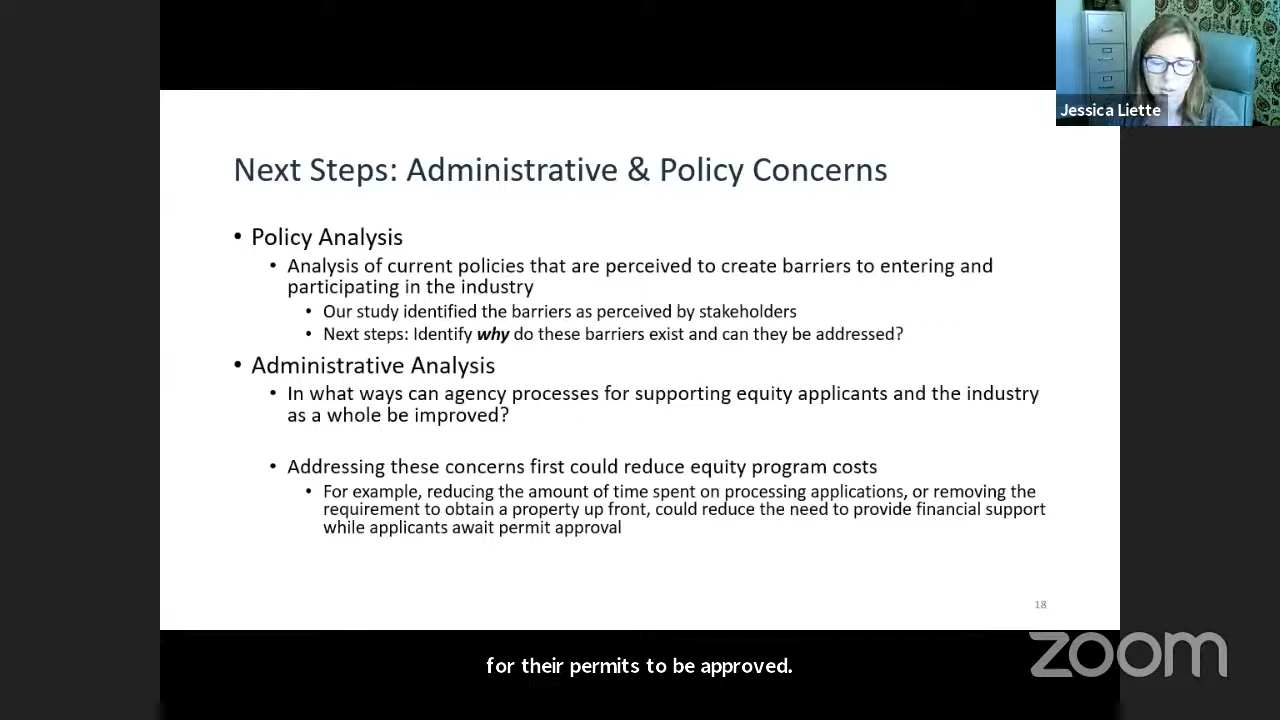 Jessica Liette
Next Steps: Administrative & Policy Concerns
• Policy Analysis
• Analysis of current policies that are perceived to create barriers to entering and
participating in the industry
• Our study identified the barriers as perceived by stakeholders
• Next steps: Identify why do these barriers exist and can they be addressed?
• Administrative Analysis
• In what ways can agency processes for supporting equity applicants and the industry
as a whole be improved?
• Addressing these concerns first could reduce equity program costs
• For example, reducing the amount of time spent on processing applications, or removing the
requirement to obtain a property up front, could reduce the need to provide financial support
while applicants await permit approval
18
for their permits to be approved.
zoom